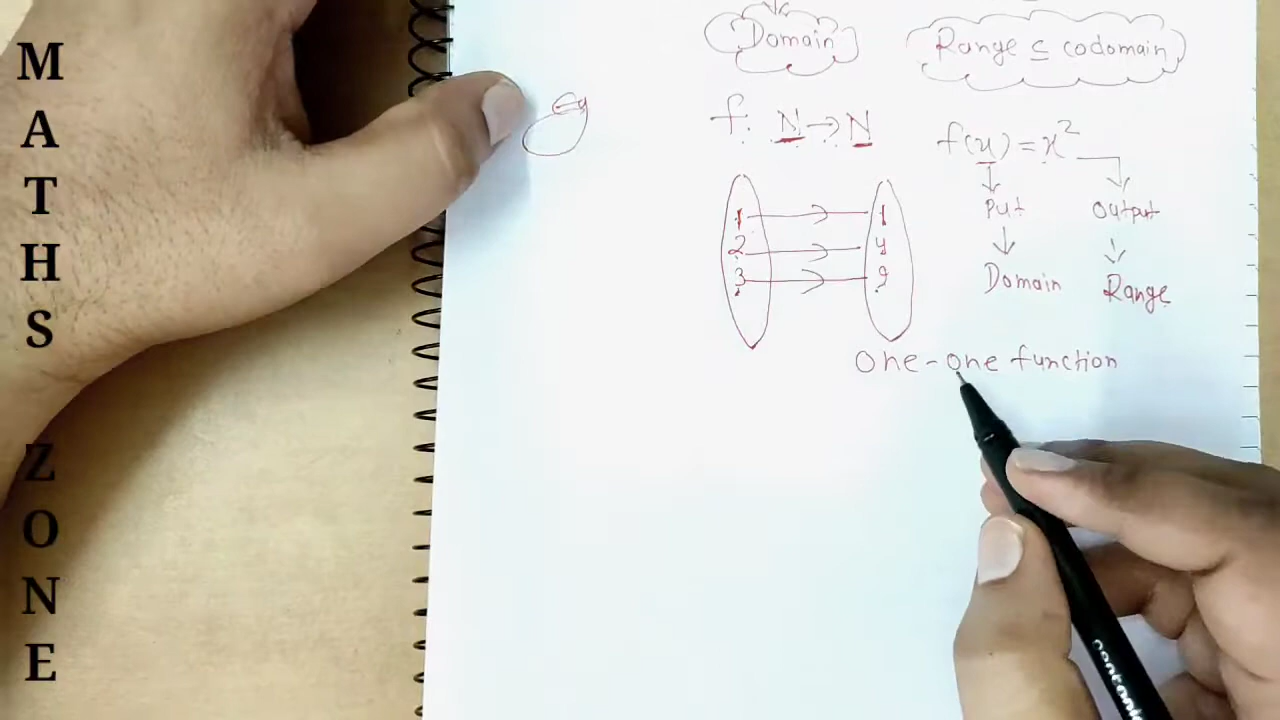 MATHS ZONE
Domain
Range ⊆ codomain
Eg
f: N → N
f(x) = x²
1 → 1
2 → 4
3 → 9
Put
Output
Domain
Range
One-one function